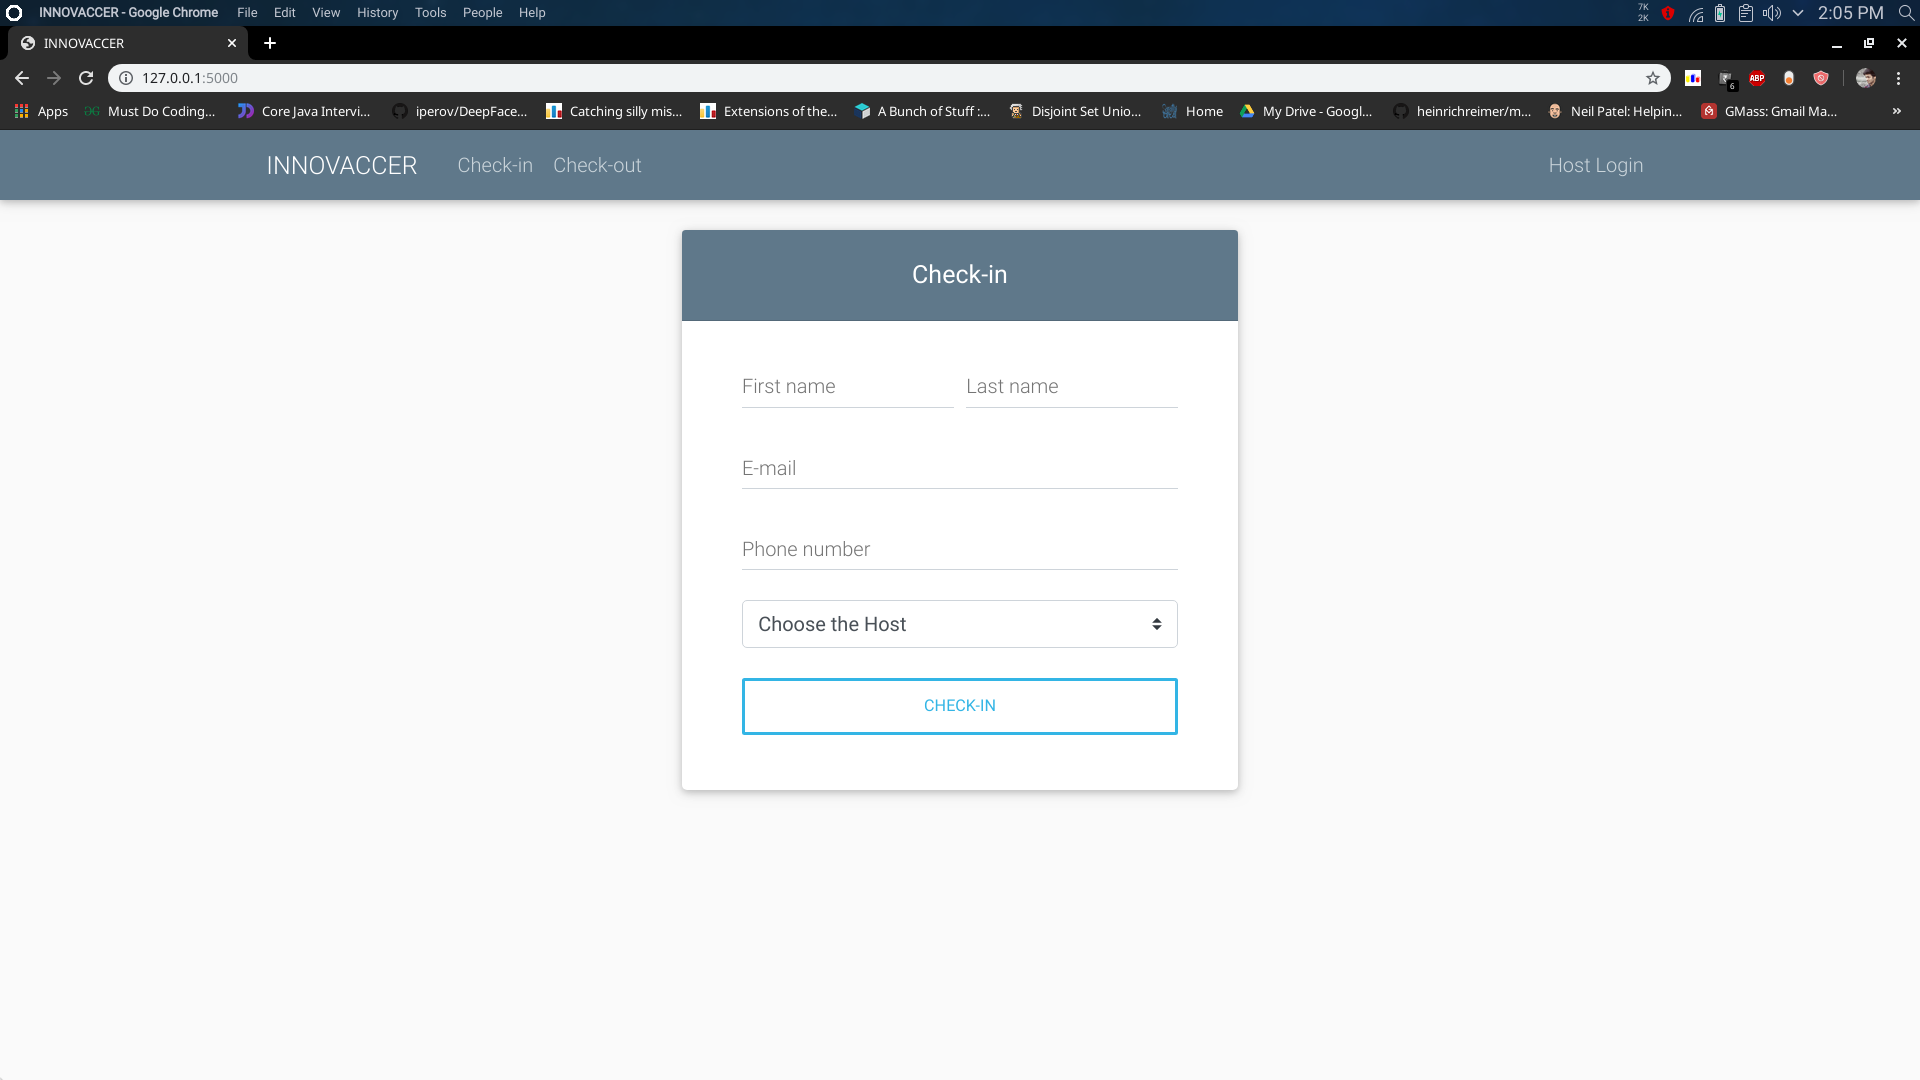 INNOVACCER - Google Chrome File Edit View History Tools People Help 7K 2K 2:05 PM
INNOVACCER
127.0.0.1:5000 6 ABP
Apps Must Do Coding... Core Java Intervi... iperov/DeepFace... Catching silly mis... Extensions of the... A Bunch of Stuff :... Disjoint Set Unio... Home My Drive - Googl... heinrichreimer/m... Neil Patel: Helpin... GMass: Gmail Ma... »
INNOVACCER Check-in Check-out Host Login
Check-in
First name Last name
E-mail
Phone number
Choose the Host
CHECK-IN